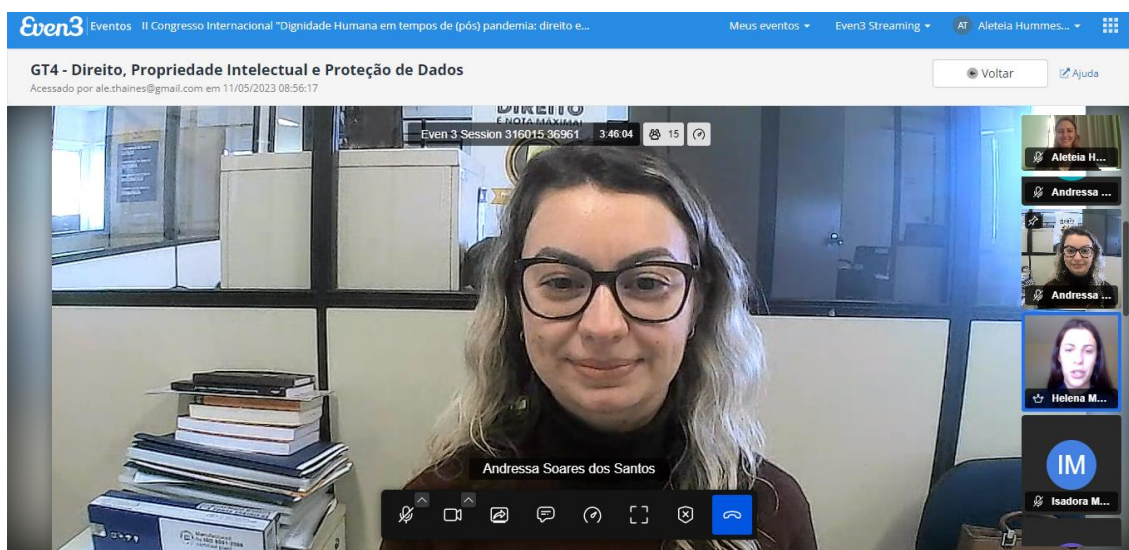 Even3 Eventos II Congresso Internacional "Dignidade Humana em tempos de (pós) pandemia: direito e... Meus eventos Even3 Streaming AT Aleteia Hummes...
GT4 - Direito, Propriedade Intelectual e Proteção de Dados
Acessado por ale.thaines@gmail.com em 11/05/2023 08:56:17
Voltar
Ajuda
DIREITO
É NOTA MÁXIMA!
Even 3 Session 316015 36961 3:46:04 15
Aleteia H...
Andressa ...
Andressa ...
Helena M...
IM
Isadora M...
Andressa Soares dos Santos